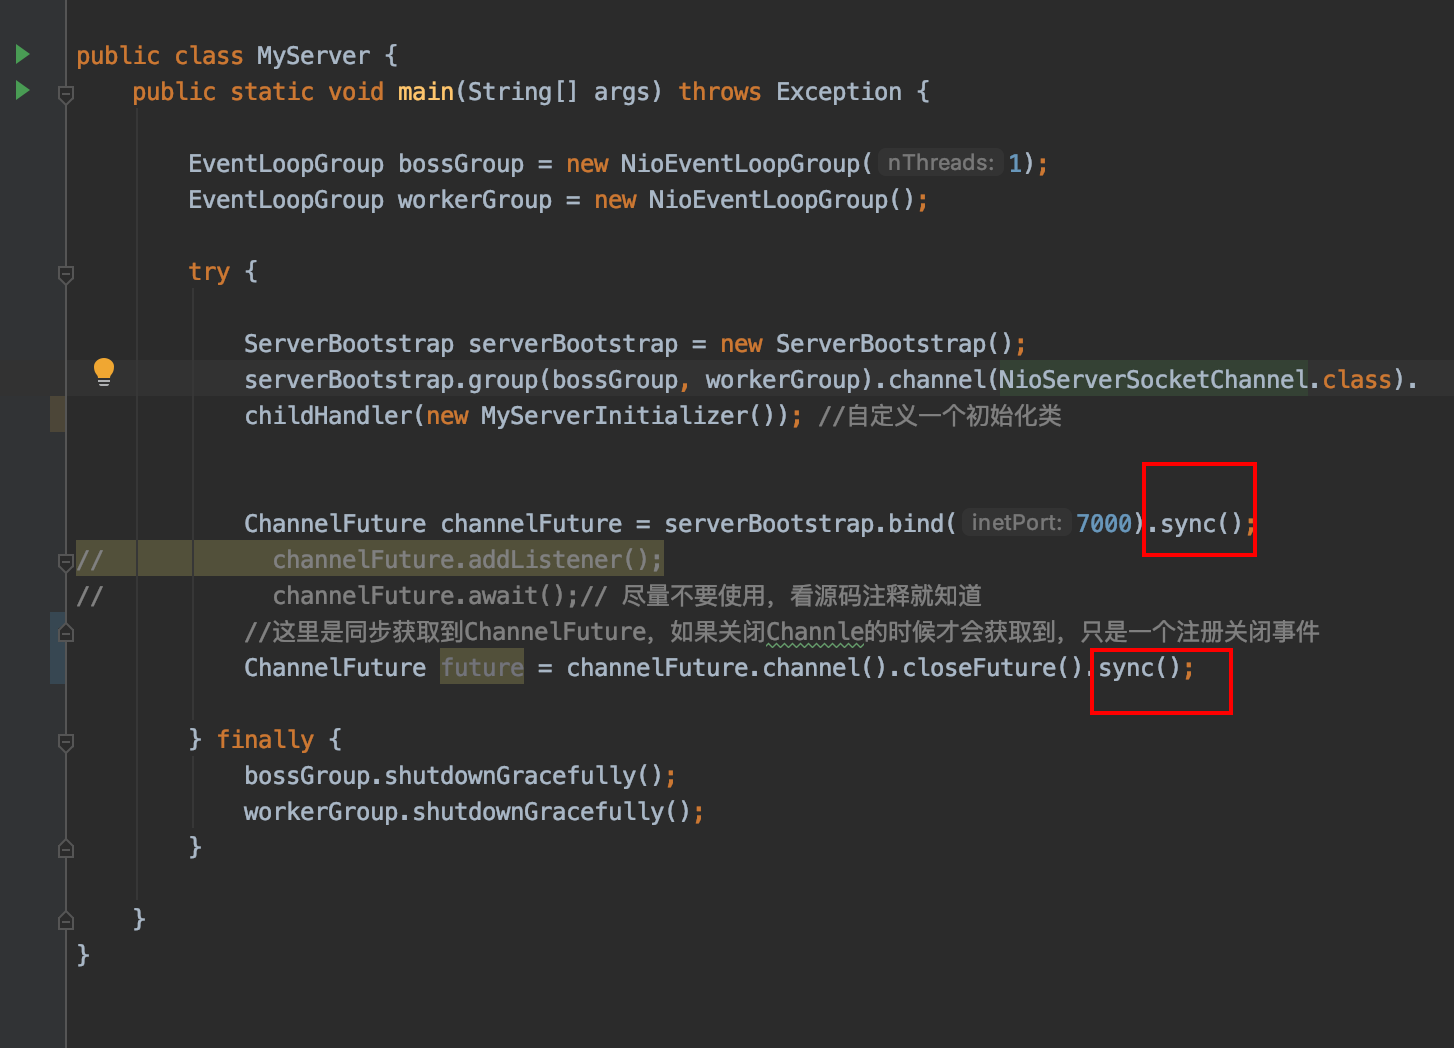 public class MyServer {
public static void main(String[] args) throws Exception {
EventLoopGroup bossGroup = new NioEventLoopGroup( nThreads: 1);
EventLoopGroup workerGroup = new NioEventLoopGroup();
try {
ServerBootstrap serverBootstrap = new ServerBootstrap();
serverBootstrap.group(bossGroup, workerGroup).channel(NioServerSocketChannel.class).
childHandler(new MyServerInitializer()); //自定义一个初始化类
ChannelFuture channelFuture = serverBootstrap.bind( inetPort: 7000).sync();
// channelFuture.addListener();
// channelFuture.await();// 尽量不要使用，看源码注释就知道
//这里是同步获取到ChannelFuture，如果关闭Channle的时候才会获取到，只是一个注册关闭事件
ChannelFuture future = channelFuture.channel().closeFuture().sync();
} finally {
bossGroup.shutdownGracefully();
workerGroup.shutdownGracefully();
}
}
}